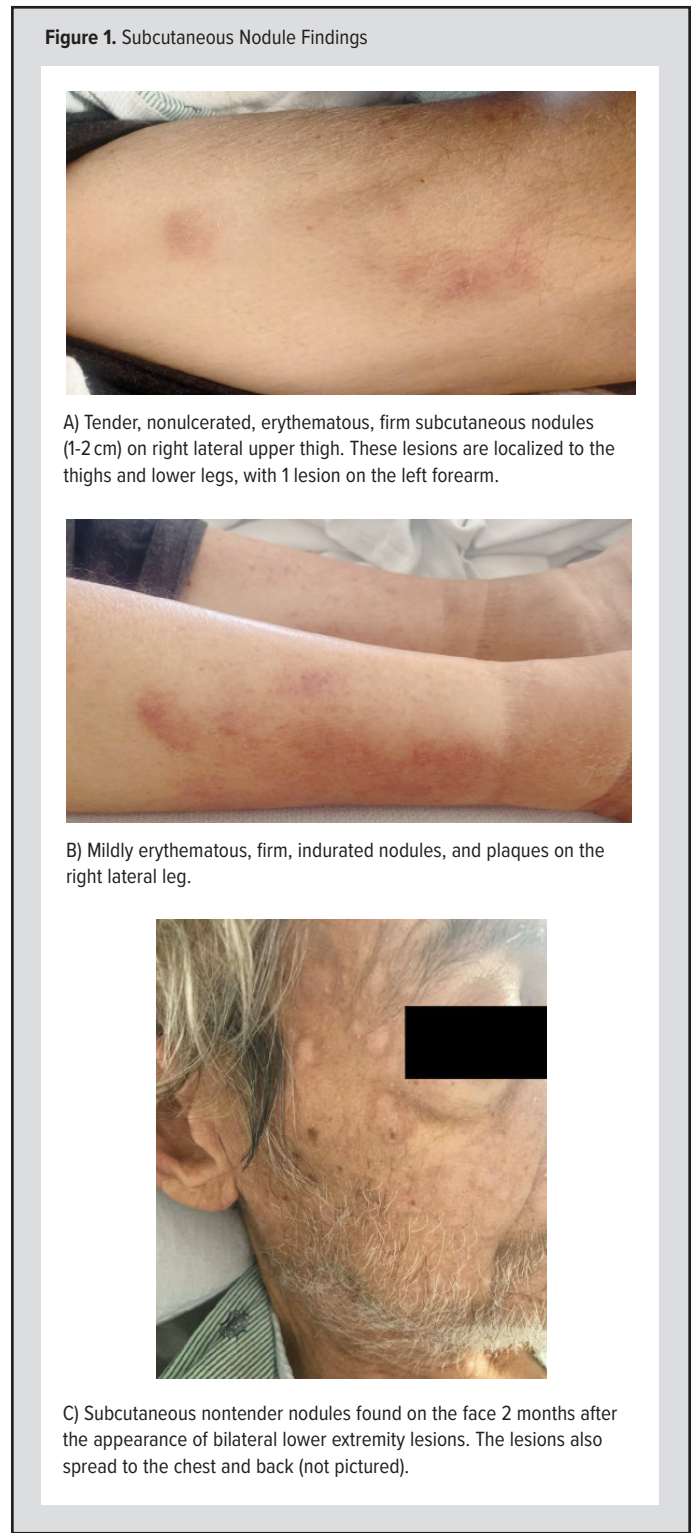 Figure 1. Subcutaneous Nodule Findings
A) Tender, nonulcerated, erythematous, firm subcutaneous nodules
(1-2 cm) on right lateral upper thigh. These lesions are localized to the
thighs and lower legs, with 1 lesion on the left forearm.
B) Mildly erythematous, firm, indurated nodules, and plaques on the
right lateral leg.
C) Subcutaneous nontender nodules found on the face 2 months after
the appearance of bilateral lower extremity lesions. The lesions also
spread to the chest and back (not pictured).